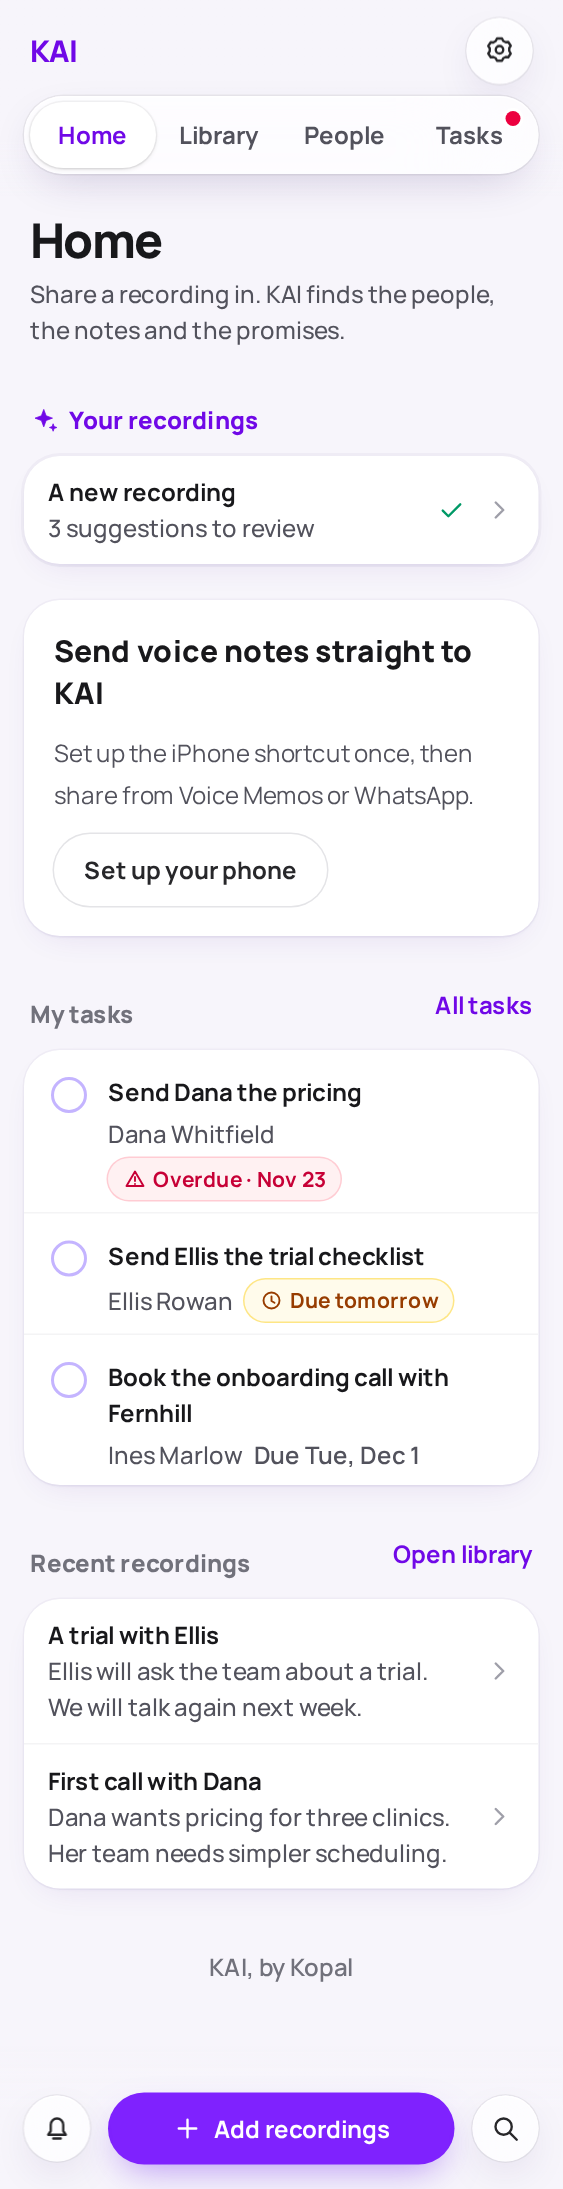 KAI
Home
Library
People
Tasks
Home
Share a recording in. KAI finds the people,
the notes and the promises.
Your recordings
A new recording
3 suggestions to review
Send voice notes straight to
KAI
Set up the iPhone shortcut once, then
share from Voice Memos or WhatsApp.
Set up your phone
My tasks
All tasks
Send Dana the pricing
Dana Whitfield
Overdue · Nov 23
Send Ellis the trial checklist
Ellis Rowan
Due tomorrow
Book the onboarding call with
Fernhill
Ines Marlow Due Tue, Dec 1
Recent recordings
Open library
A trial with Ellis
Ellis will ask the team about a trial.
We will talk again next week.
First call with Dana
Dana wants pricing for three clinics.
Her team needs simpler scheduling.
KAI, by Kopal
Add recordings